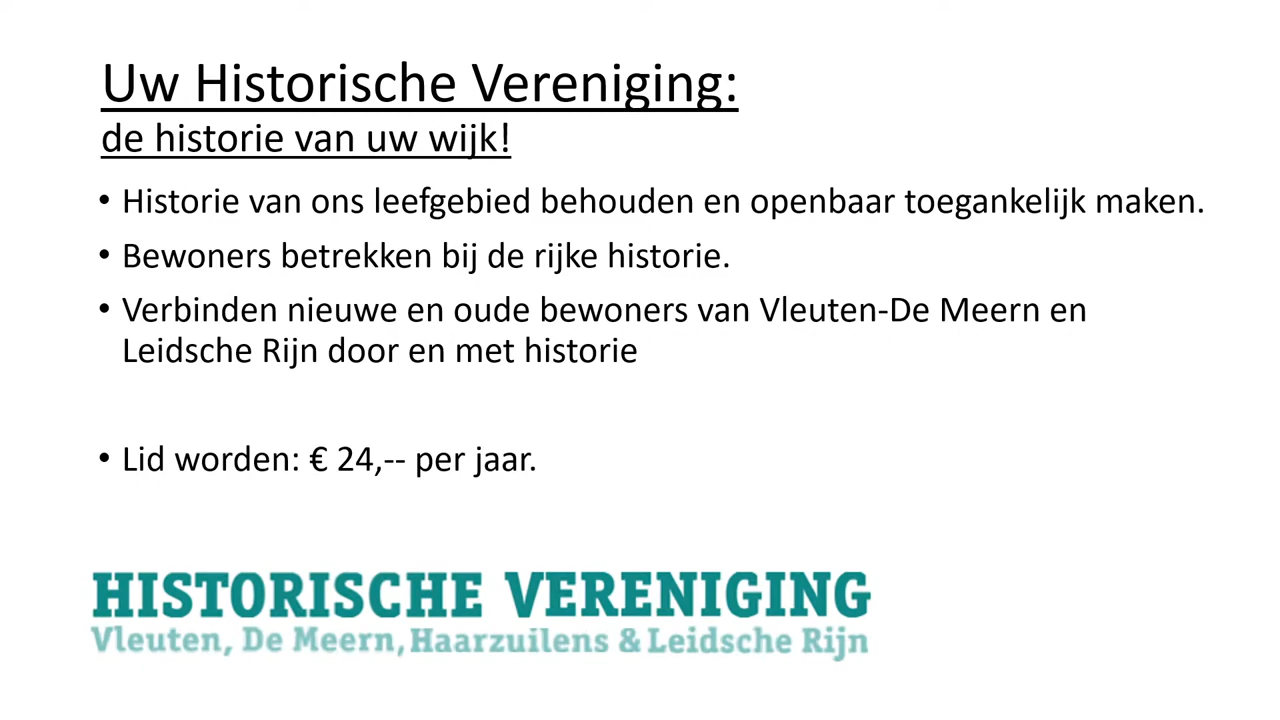 Uw Historische Vereniging:
de historie van uw wijk!
• Historie van ons leefgebied behouden en openbaar toegankelijk maken.
• Bewoners betrekken bij de rijke historie.
• Verbinden nieuwe en oude bewoners van Vleuten-De Meern en
Leidsche Rijn door en met historie
• Lid worden: € 24,-- per jaar.
HISTORISCHE VERENIGING
Vleuten, De Meern, Haarzuilens & Leidsche Rijn